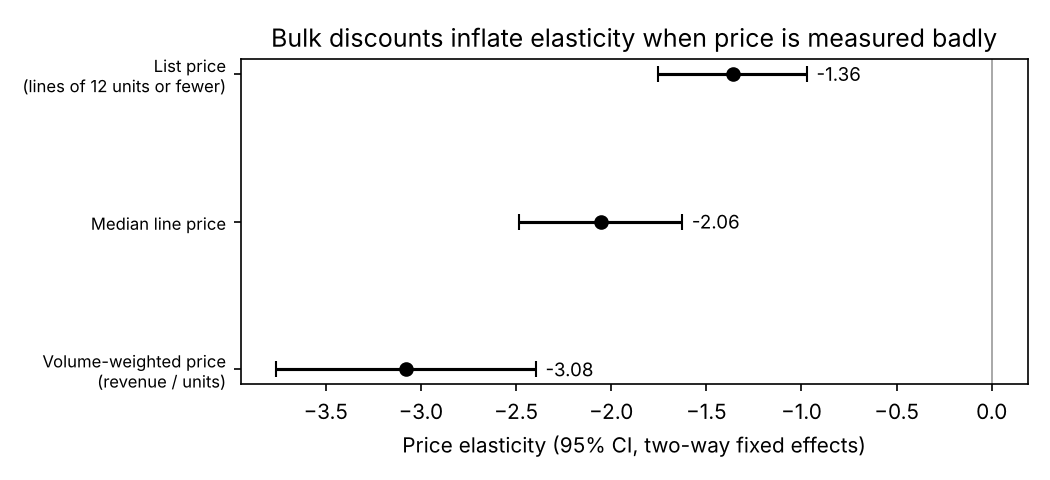 Bulk discounts inflate elasticity when price is measured badly
List price
(lines of 12 units or fewer)
-1.36
Median line price
-2.06
Volume-weighted price
(revenue / units)
-3.08
−3.5 −3.0 −2.5 −2.0 −1.5 −1.0 −0.5 0.0
Price elasticity (95% CI, two-way fixed effects)